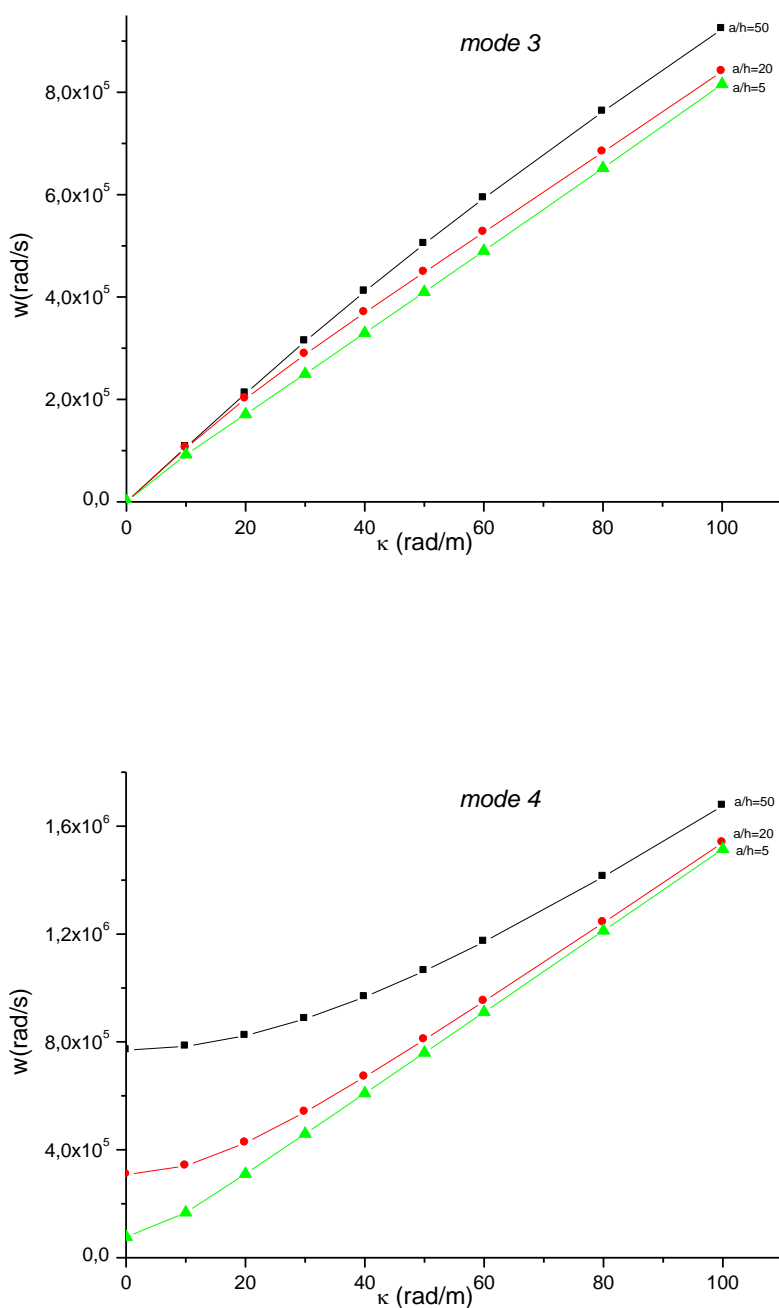 mode 3
a/h=50
a/h=20
a/h=5
8,0x10⁵
6,0x10⁵
4,0x10⁵
2,0x10⁵
0,0
w(rad/s)
0 20 40 60 80 100
κ (rad/m)
mode 4
a/h=50
a/h=20
a/h=5
1,6x10⁶
1,2x10⁶
8,0x10⁵
4,0x10⁵
0,0
w(rad/s)
0 20 40 60 80 100
κ (rad/m)